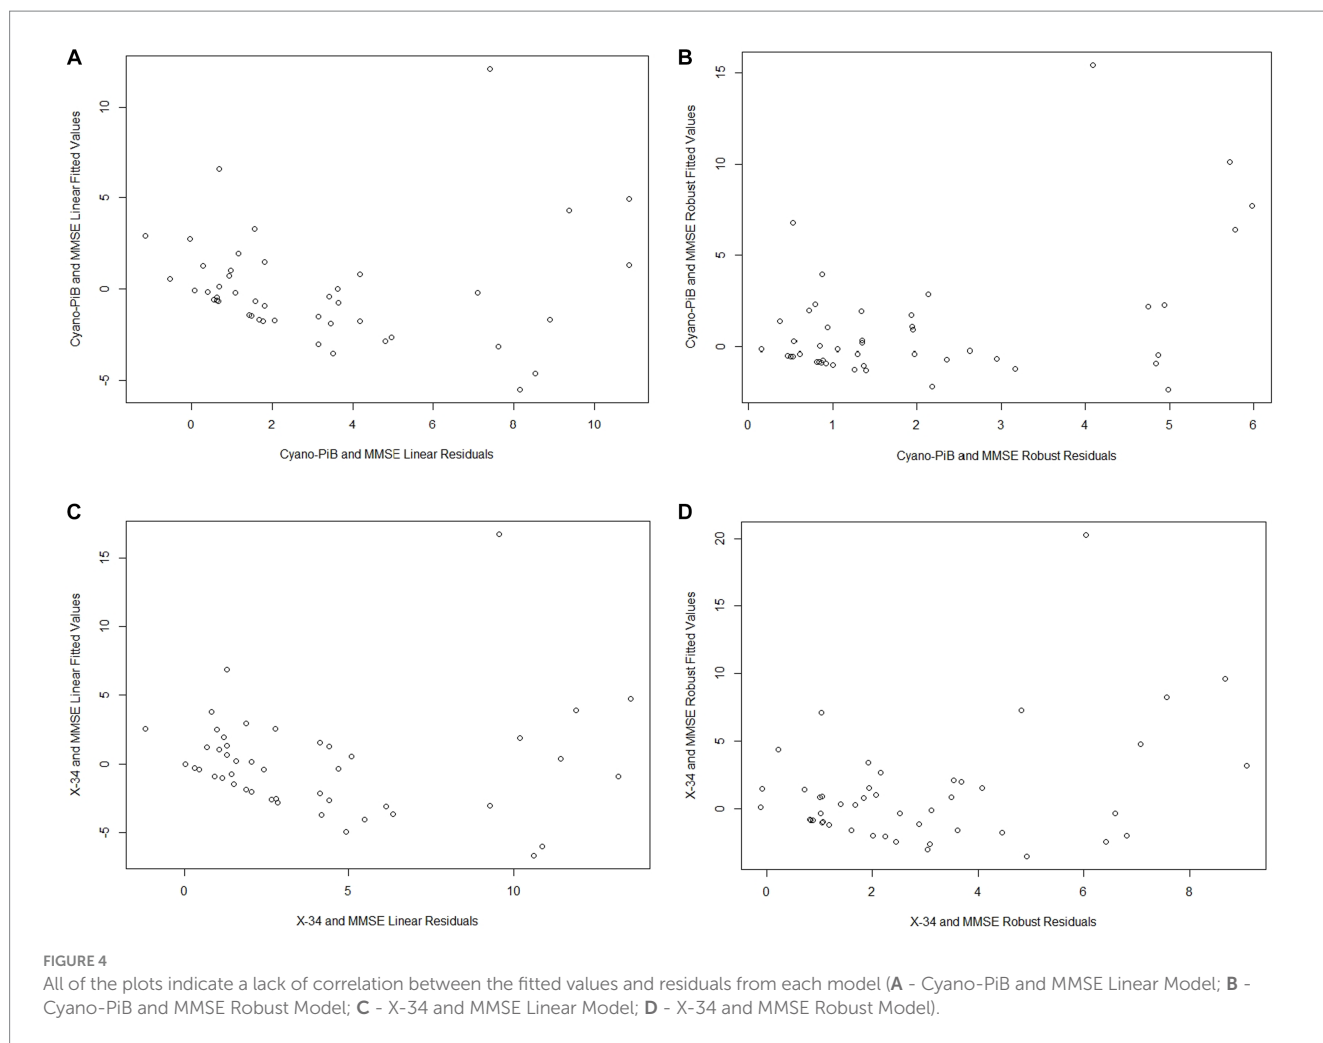 A
Cyano-PiB and MMSE Linear Fitted Values
10
5
0
-5
0 2 4 6 8 10
Cyano-PiB and MMSE Linear Residuals
B
Cyano-PiB and MMSE Robust Fitted Values
15
10
5
0
0 1 2 3 4 5 6
Cyano-PiB and MMSE Robust Residuals
C
X-34 and MMSE Linear Fitted Values
15
10
5
0
-5
0 5 10
X-34 and MMSE Linear Residuals
D
X-34 and MMSE Robust Fitted Values
20
15
10
5
0
0 2 4 6 8
X-34 and MMSE Robust Residuals
FIGURE 4
All of the plots indicate a lack of correlation between the fitted values and residuals from each model (A - Cyano-PiB and MMSE Linear Model; B -
Cyano-PiB and MMSE Robust Model; C - X-34 and MMSE Linear Model; D - X-34 and MMSE Robust Model).